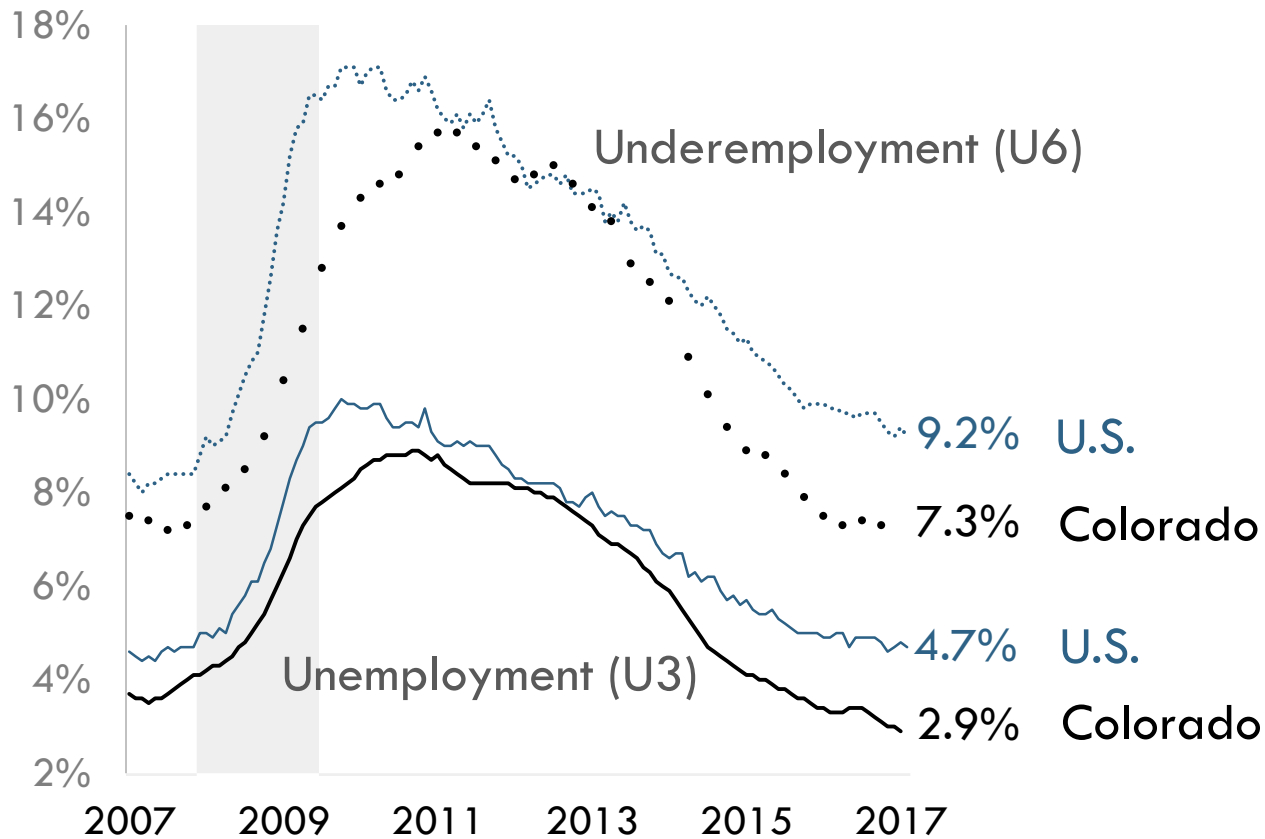 18%
16%
Underemployment (U6)
14%
12%
10%
9.2% U.S.
8%
7.3% Colorado
6%
4.7% U.S.
Unemployment (U3)
4%
2.9% Colorado
2%
2007 2009 2011 2013 2015 2017